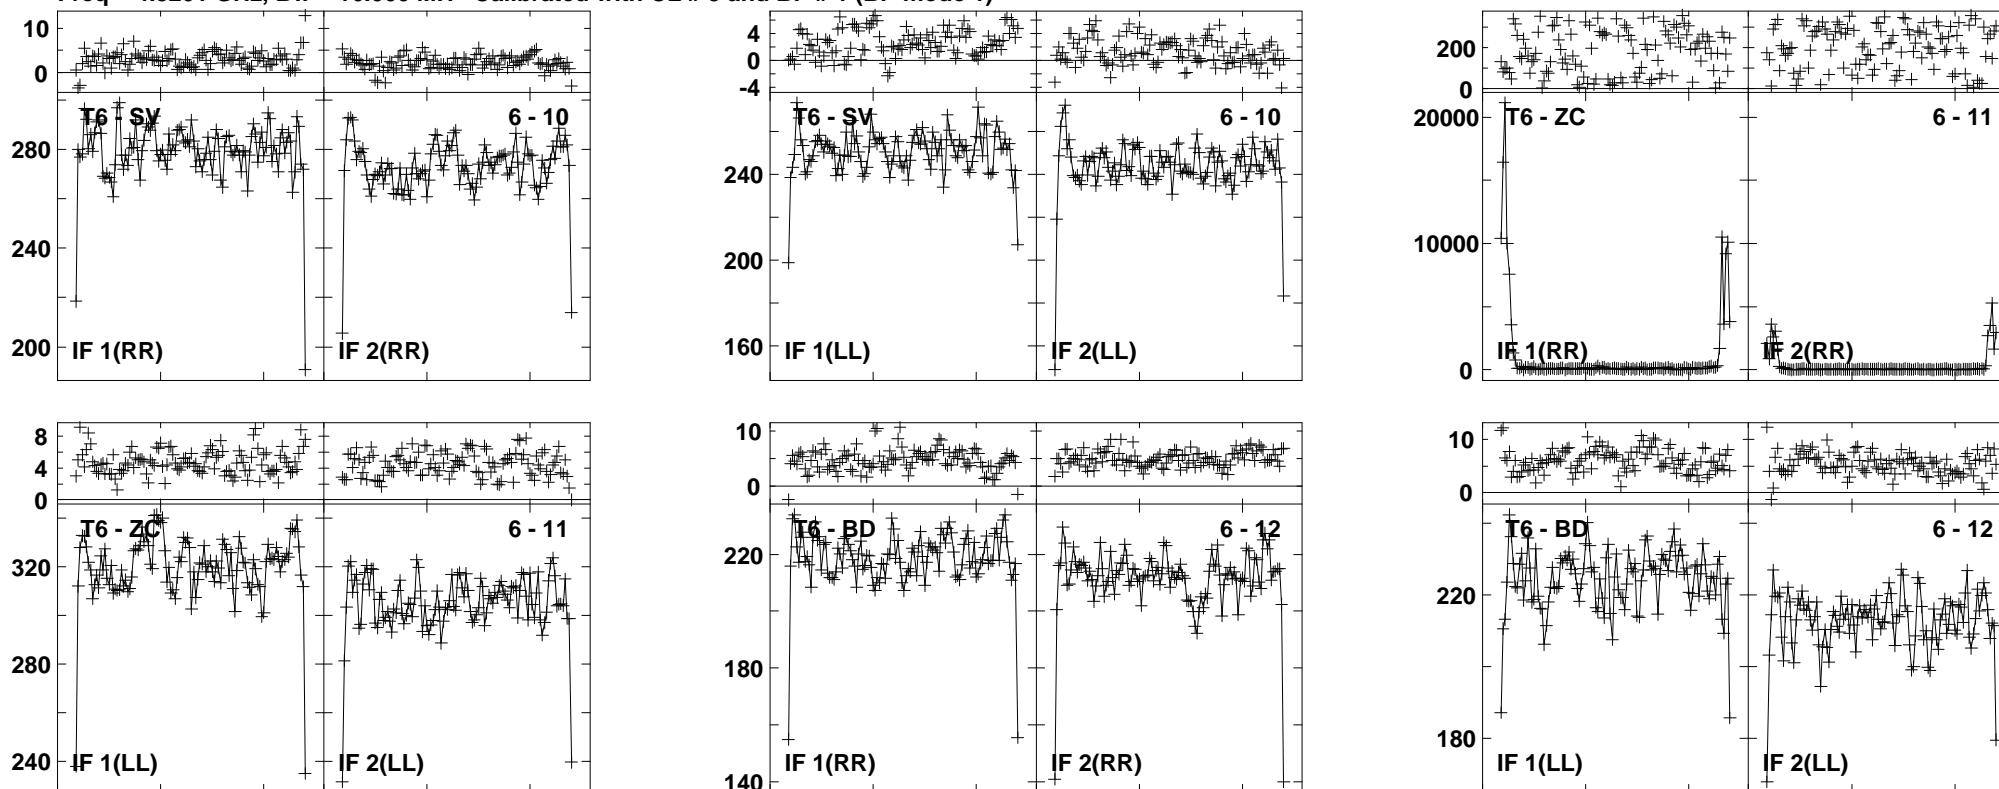 10
0
T6 - SV
6 - 10
280
240
200
IF 1(RR)
IF 2(RR)
4
0
-4
T6 - SV
6 - 10
240
200
160
IF 1(LL)
IF 2(LL)
200
0
T6 - ZC
6 - 11
20000
10000
0
IF 1(RR)
IF 2(RR)
8
4
0
T6 - ZC
6 - 11
320
280
240
IF 1(LL)
IF 2(LL)
10
0
T6 - BD
6 - 12
220
180
140
IF 1(RR)
IF 2(RR)
10
0
T6 - BD
6 - 12
220
180
IF 1(LL)
IF 2(LL)